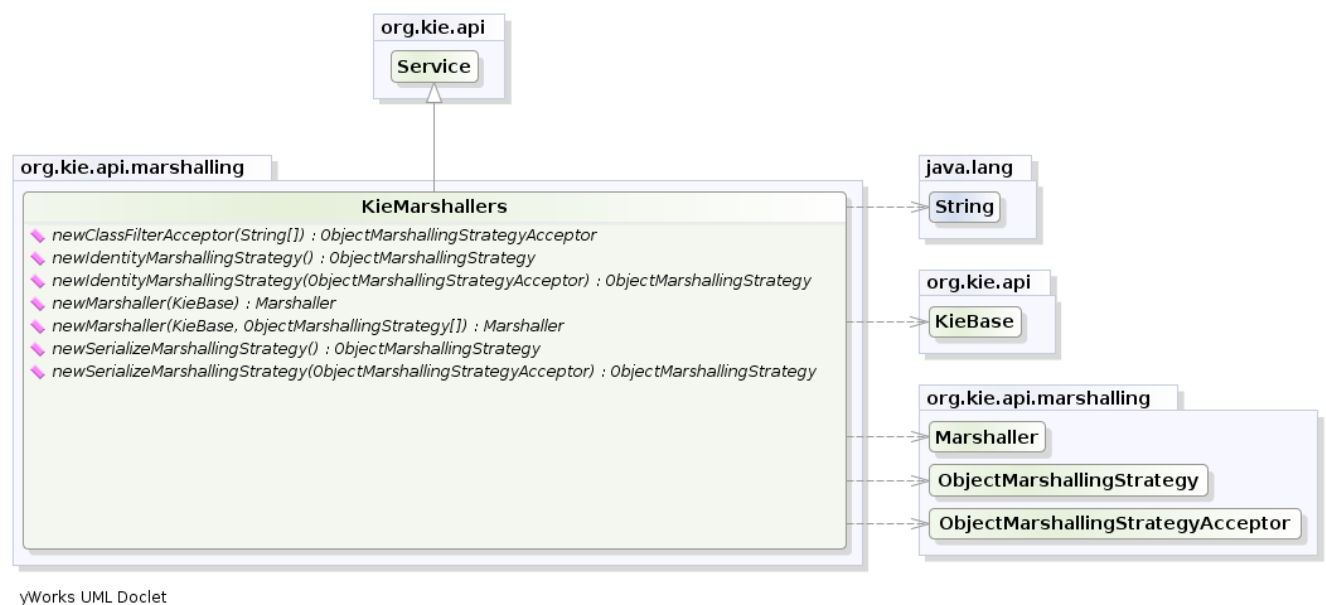 org.kie.api
Service
org.kie.api.marshalling
KieMarshallers
newClassFilterAcceptor(String[]) : ObjectMarshallingStrategyAcceptor
newIdentityMarshallingStrategy() : ObjectMarshallingStrategy
newIdentityMarshallingStrategy(ObjectMarshallingStrategyAcceptor) : ObjectMarshallingStrategy
newMarshaller(KieBase) : Marshaller
newMarshaller(KieBase, ObjectMarshallingStrategy[]) : Marshaller
newSerializeMarshallingStrategy() : ObjectMarshallingStrategy
newSerializeMarshallingStrategy(ObjectMarshallingStrategyAcceptor) : ObjectMarshallingStrategy
java.lang
String
org.kie.api
KieBase
org.kie.api.marshalling
Marshaller
ObjectMarshallingStrategy
ObjectMarshallingStrategyAcceptor
yWorks UML Doclet